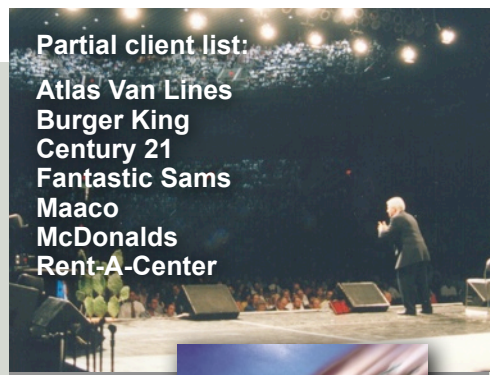 Partial client list:
Atlas Van Lines
Burger King
Century 21
Fantastic Sams
Maaco
McDonalds
Rent-A-Center